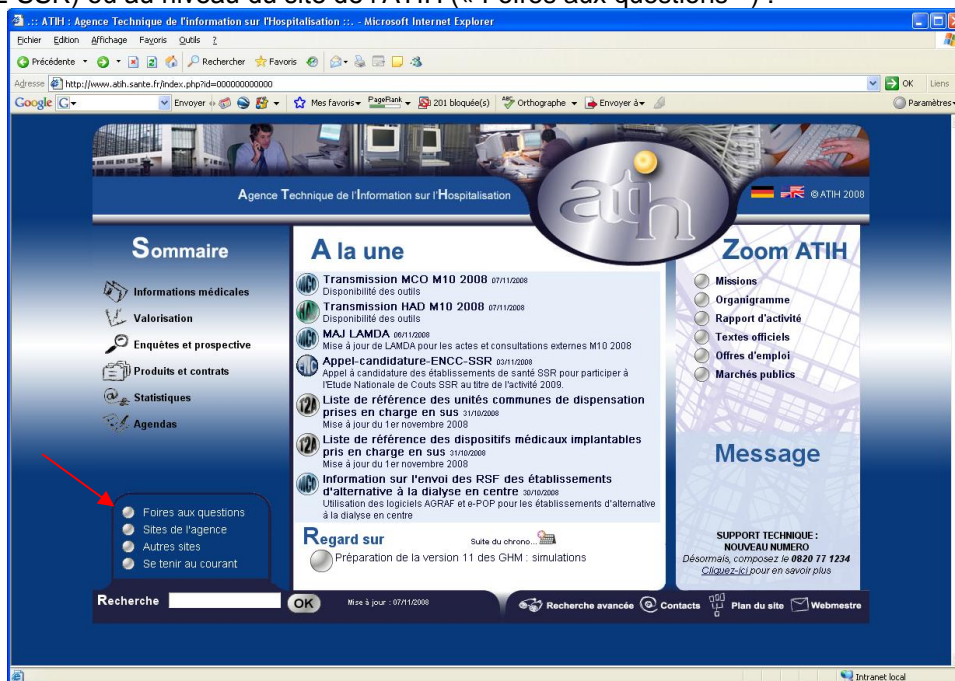 E SSR) ou au niveau du site de l'ATIH (« Foires aux questions ») :
.:: ATIH : Agence Technique de l'information sur l'Hospitalisation ::. - Microsoft Internet Explorer
Fichier Edition Affichage Favoris Outils ?
Précédente Rechercher Favoris
Adresse http://www.atih.sante.fr/index.php?id=000000000000 OK Liens
Google G Envoyer Mes favoris PageRank 201 bloquée(s) Orthographe Envoyer à Paramètres
atih
Agence Technique de l'Information sur l'Hospitalisation
© ATIH 2008
Sommaire
Informations médicales
Valorisation
Enquêtes et prospective
Produits et contrats
Statistiques
Agendas
Foires aux questions
Sites de l'agence
Autres sites
Se tenir au courant
A la une
Transmission MCO M10 2008 07/11/2008
Disponibilité des outils
Transmission HAD M10 2008 07/11/2008
Disponibilité des outils
MAJ LAMDA 06/11/2008
Mise à jour de LAMDA pour les actes et consultations externes M10 2008
Appel-candidature-ENCC-SSR 03/11/2008
Appel à candidature des établissements de santé SSR pour participer à
l'Etude Nationale de Couts SSR au titre de l'activité 2009.
Liste de référence des unités communes de dispensation
prises en charge en sus 31/10/2008
Mise à jour du 1er novembre 2008
Liste de référence des dispositifs médicaux implantables
pris en charge en sus 31/10/2008
Mise à jour du 1er novembre 2008
Information sur l'envoi des RSF des établissements
d'alternative à la dialyse en centre 30/10/2008
Utilisation des logiciels AGRAF et e-POP pour les établissements d'alternative
à la dialyse en centre
Regard sur Suite du chrono...
Préparation de la version 11 des GHM : simulations
Zoom ATIH
Missions
Organigramme
Rapport d'activité
Textes officiels
Offres d'emploi
Marchés publics
Message
SUPPORT TECHNIQUE :
NOUVEAU NUMERO
Désormais, composez le 0820 77 1234
Cliquez-ici pour en savoir plus
Recherche OK Mise à jour : 07/11/2008 Recherche avancée Contacts Plan du site Webmestre
Intranet local